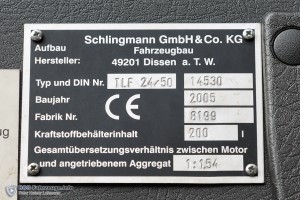 Schlingmann GmbH & Co. KG
Aufbau Fahrzeugbau
Hersteller: 49201 Dissen a. T. W.
Typ und DIN Nr. TLF 24/50 14530
Baujahr 2005
CE
Fabrik Nr. 8199
Kraftstoffbehälterinhalt 200 l
Gesamtübersetzungsverhältnis zwischen Motor
und angetriebenem Aggregat 1:1,54